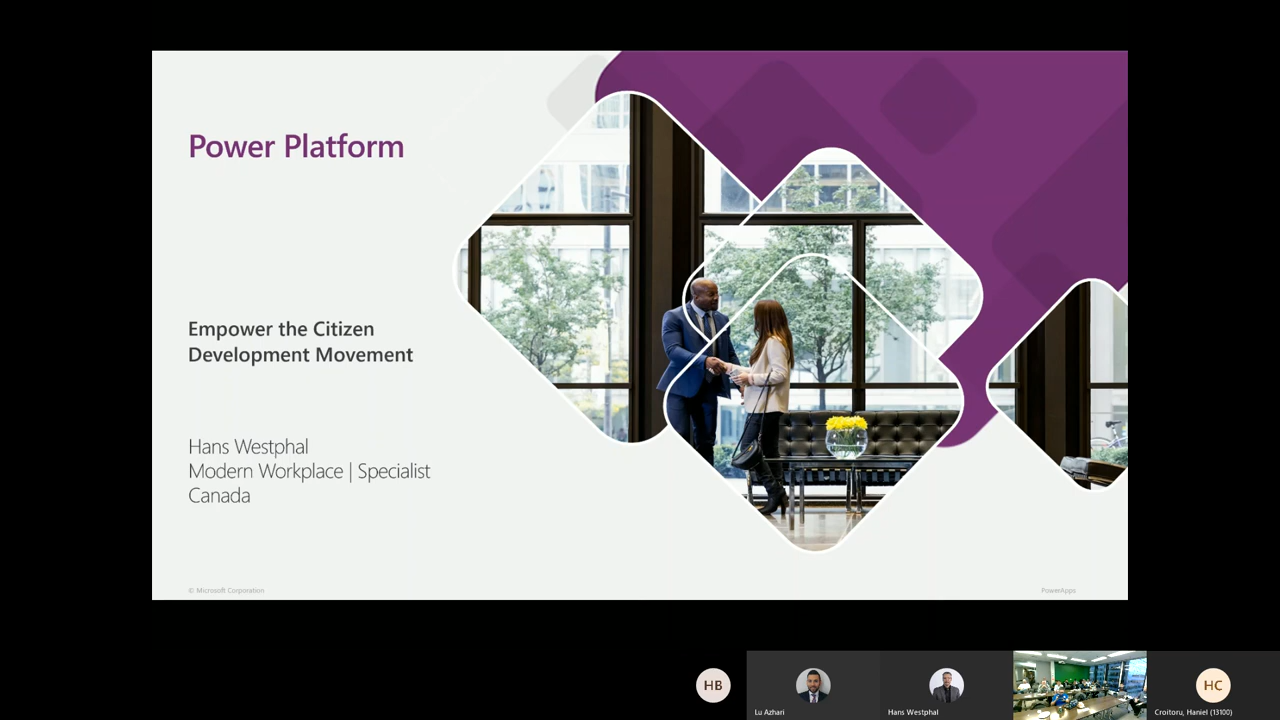 Power Platform
Empower the Citizen
Development Movement
Hans Westphal
Modern Workplace | Specialist
Canada
© Microsoft Corporation
PowerApps
HB
Lu Azhari
Hans Westphal
HC
Croitoru, Haniel (13100)